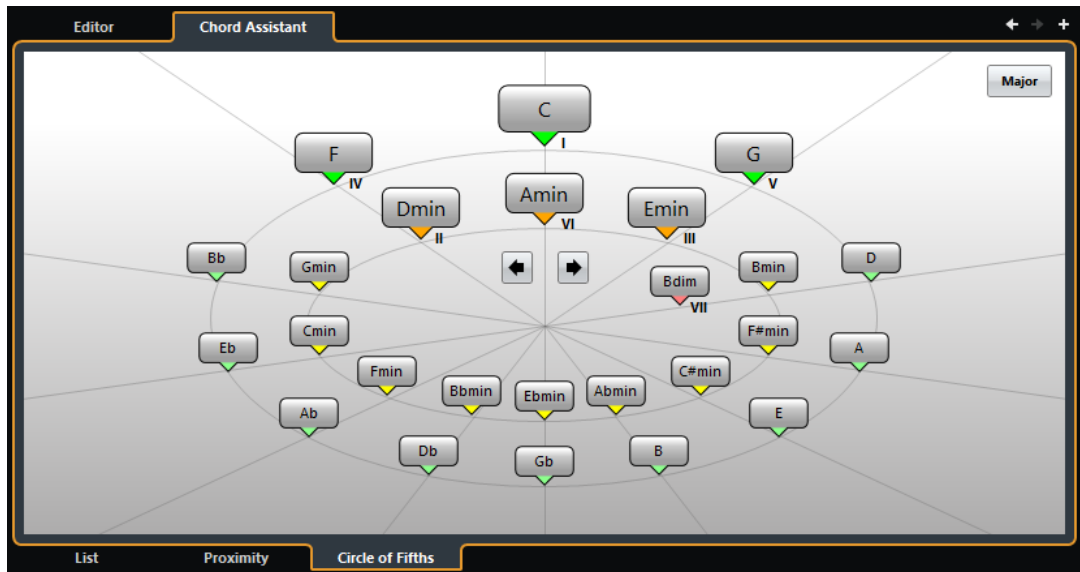 Editor
Chord Assistant
Major
C
I
F
IV
G
V
Amin
VI
Dmin
II
Emin
III
Bb
Gmin
Bmin
D
Bdim
VII
Eb
Cmin
F#min
A
Fmin
C#min
Bbmin
Ebmin
Abmin
Ab
E
Db
Gb
B
List
Proximity
Circle of Fifths